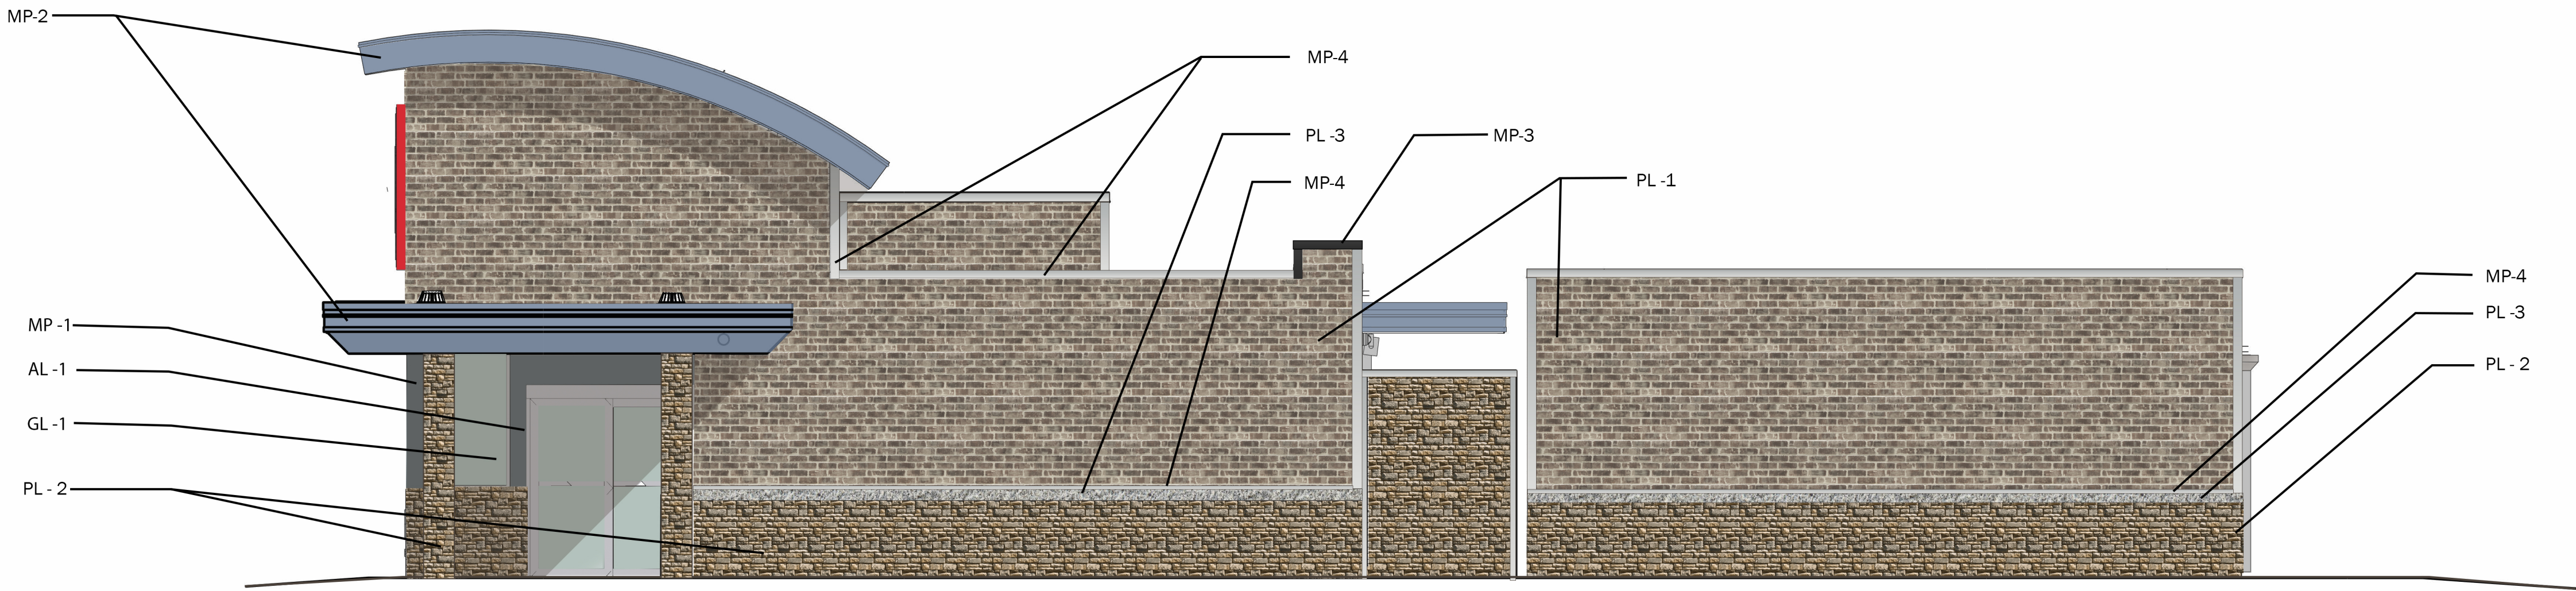 MP-2
MP-4
PL -3
MP-3
MP-4
PL -1
MP-4
PL -3
PL - 2
MP -1
AL -1
GL -1
PL - 2